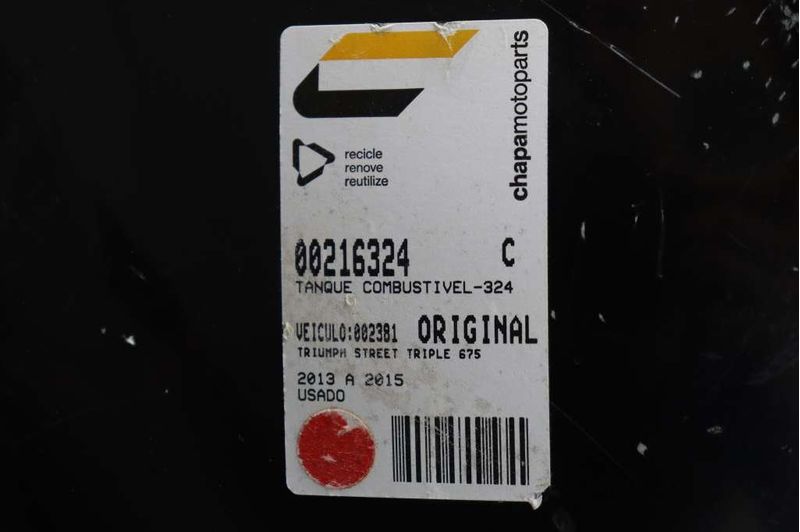 chapamotoparts
recicle
renove
reutilize
00216324 C
TANQUE COMBUSTIVEL-324
VEICULO:002381 ORIGINAL
TRIUMPH STREET TRIPLE 675
2013 A 2015
USADO